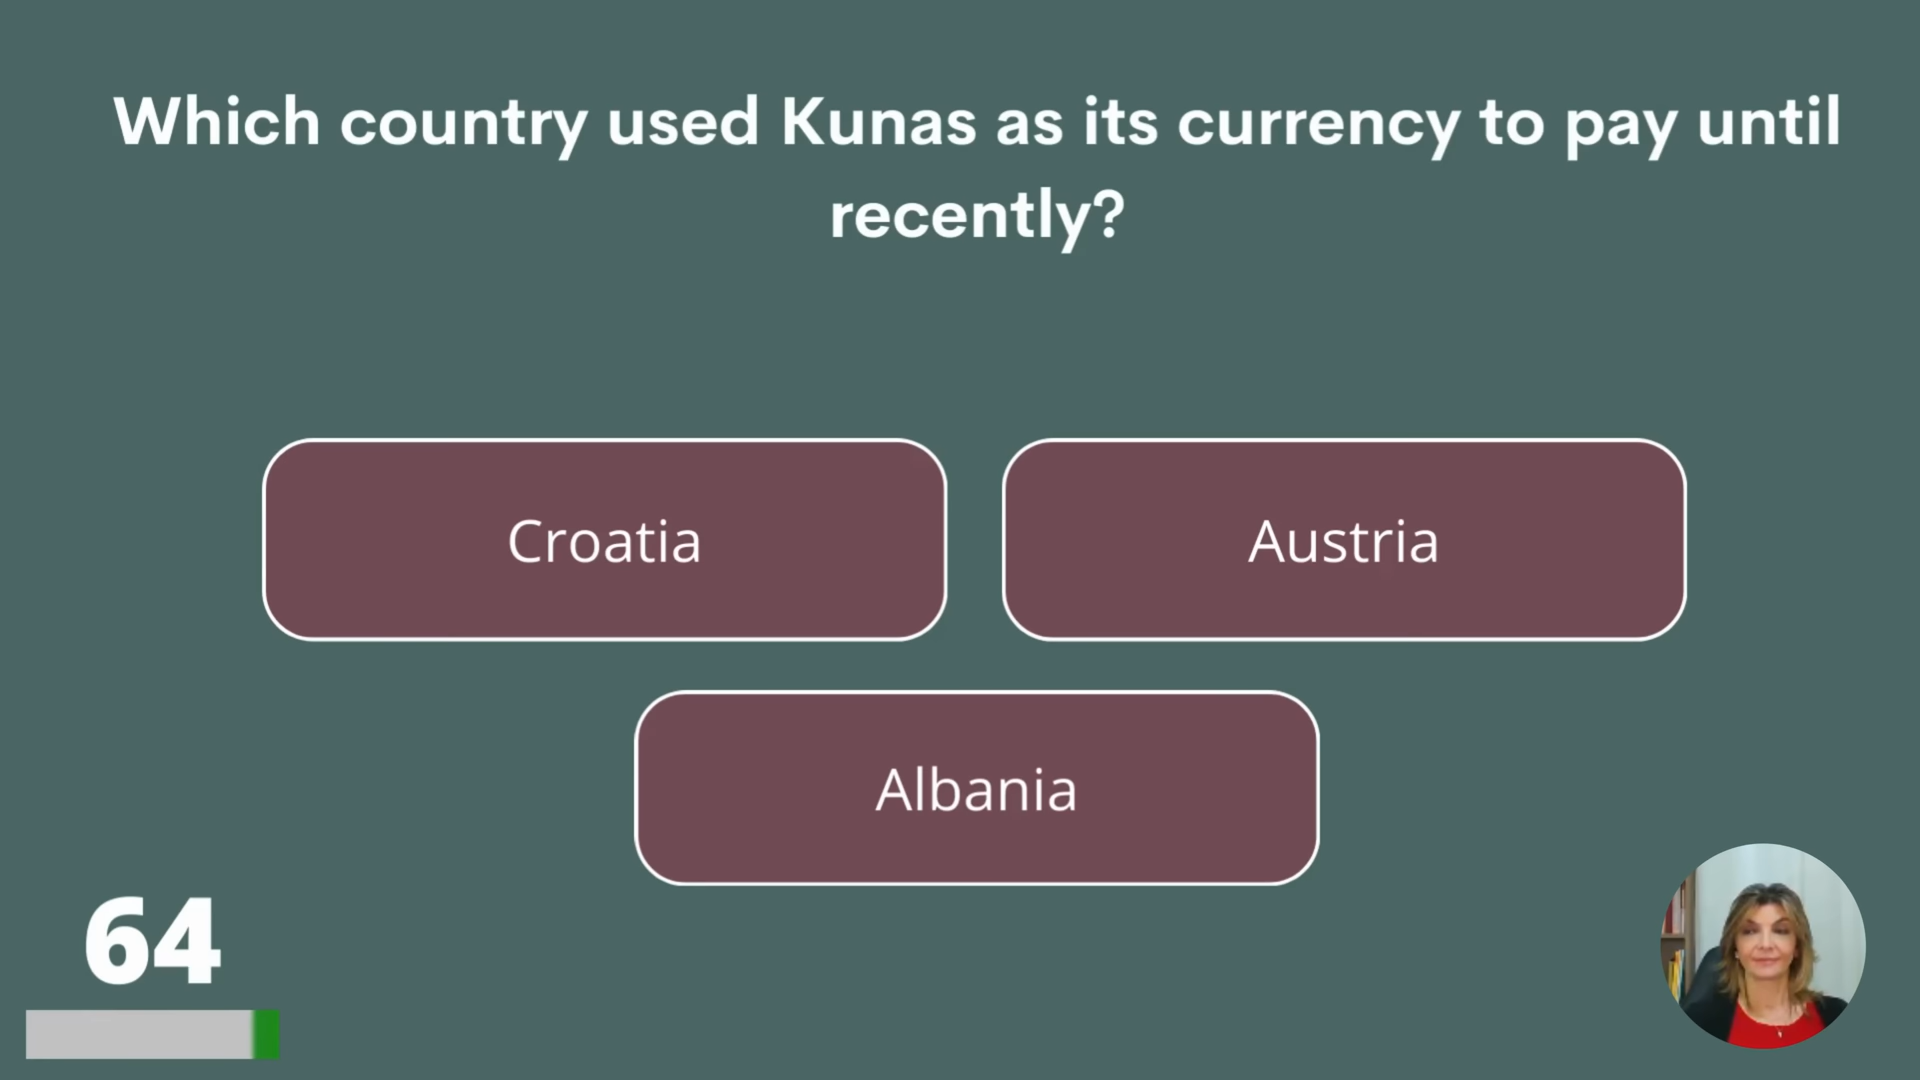 Which country used Kunas as its currency to pay until
recently?
Croatia
Austria
Albania
64